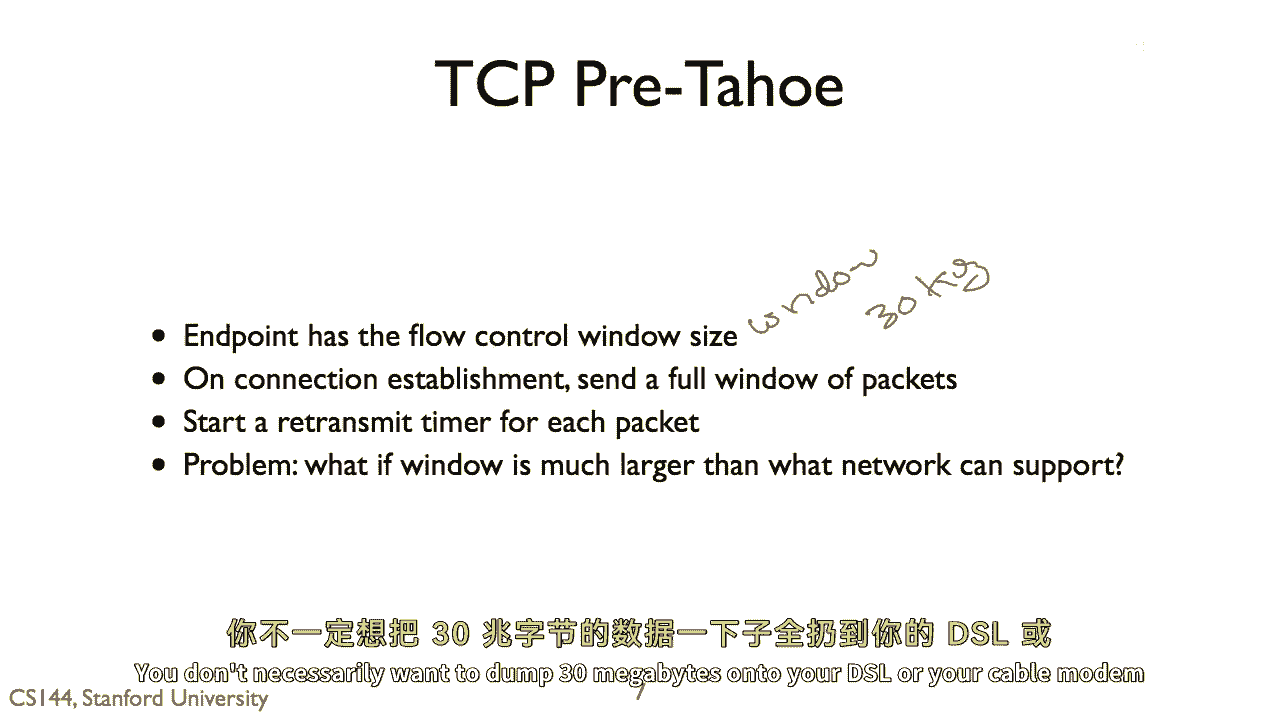 TCP Pre-Tahoe
window 30 KB
• Endpoint has the flow control window size
• On connection establishment, send a full window of packets
• Start a retransmit timer for each packet
• Problem: what if window is much larger than what network can support?
你不一定想把 30 兆字节的数据一下子全扔到你的 DSL 或
You don't necessarily want to dump 30 megabytes onto your DSL or your cable modem
CS144, Stanford University
7